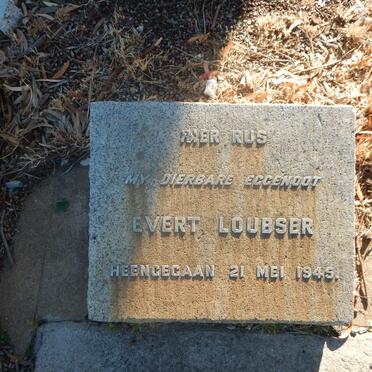 HIER RUS
MY DIERBARE EGGENOOT
EVERT LOUBSER
HEENGEGAAN 21 MEI 1945.